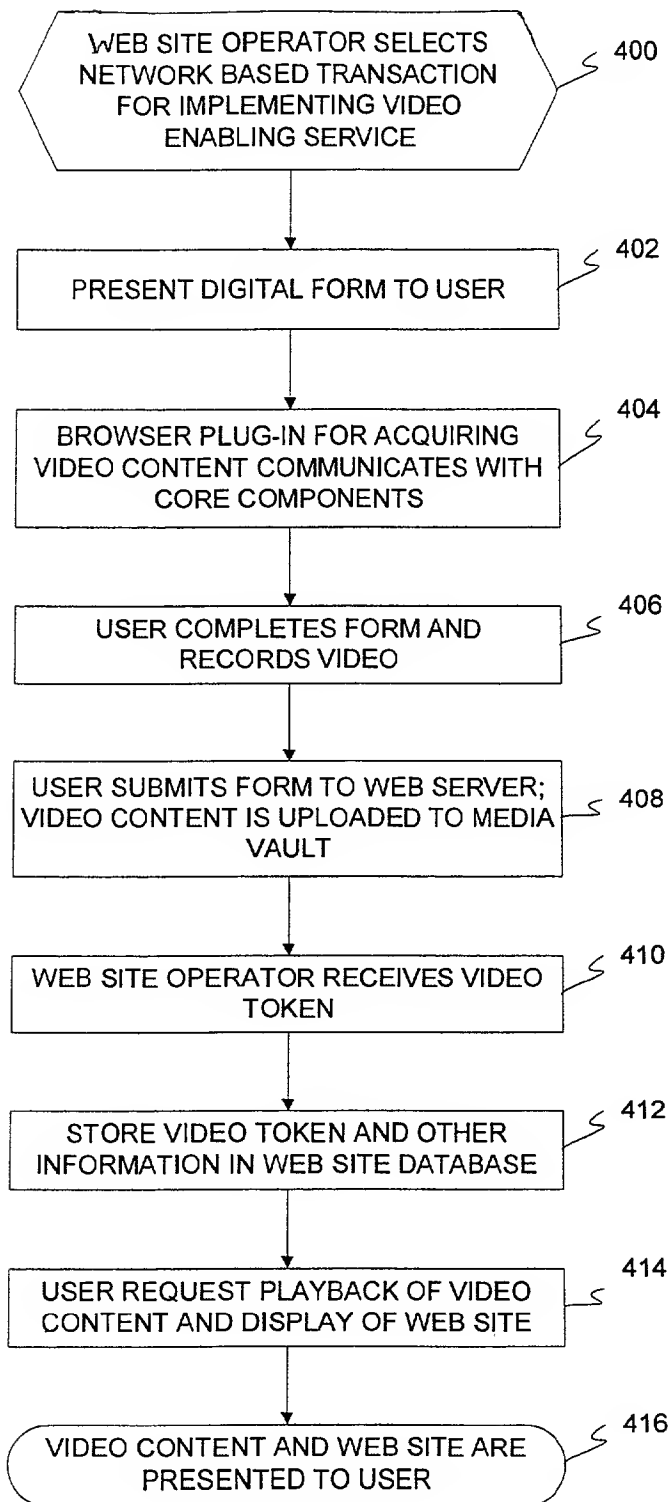 WEB SITE OPERATOR SELECTS
NETWORK BASED TRANSACTION
FOR IMPLEMENTING VIDEO
ENABLING SERVICE
400
PRESENT DIGITAL FORM TO USER
402
BROWSER PLUG-IN FOR ACQUIRING
VIDEO CONTENT COMMUNICATES WITH
CORE COMPONENTS
404
USER COMPLETES FORM AND
RECORDS VIDEO
406
USER SUBMITS FORM TO WEB SERVER;
VIDEO CONTENT IS UPLOADED TO MEDIA
VAULT
408
WEB SITE OPERATOR RECEIVES VIDEO
TOKEN
410
STORE VIDEO TOKEN AND OTHER
INFORMATION IN WEB SITE DATABASE
412
USER REQUEST PLAYBACK OF VIDEO
CONTENT AND DISPLAY OF WEB SITE
414
VIDEO CONTENT AND WEB SITE ARE
PRESENTED TO USER
416